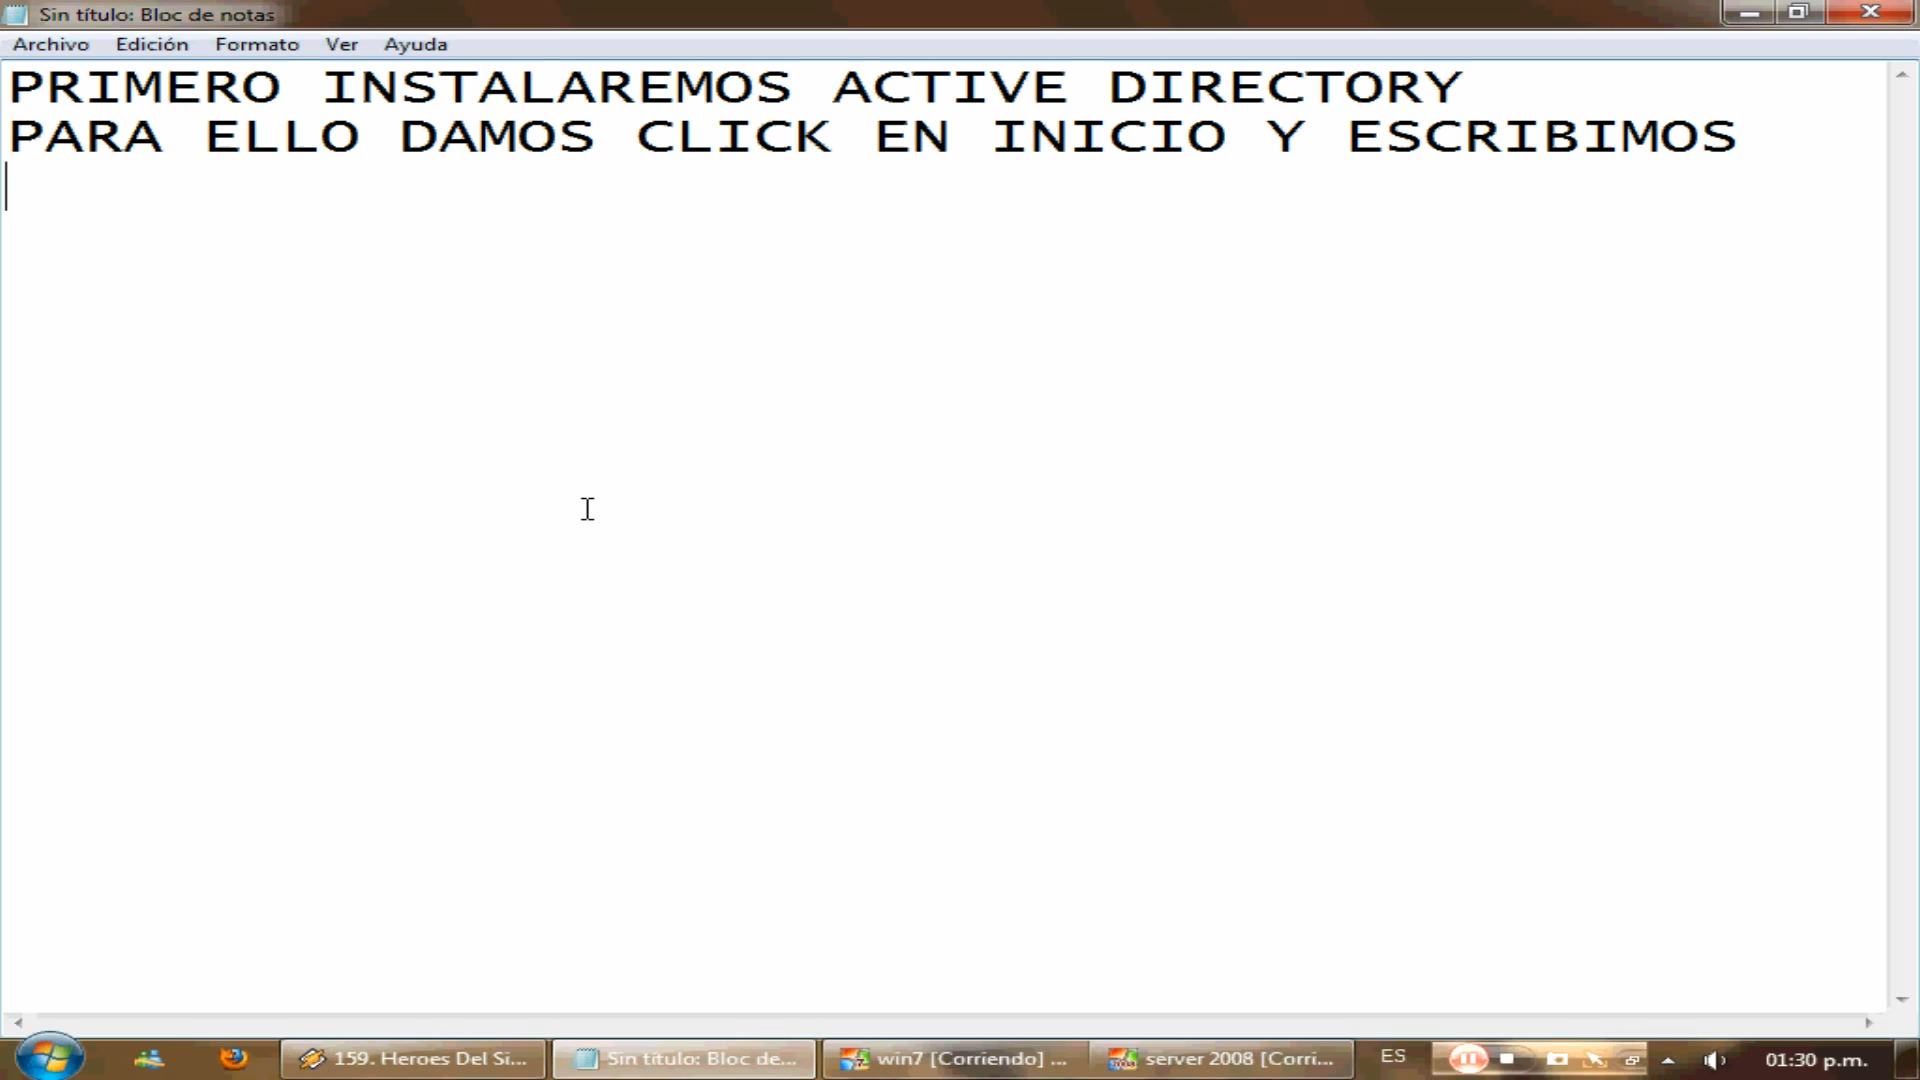 Sin título: Bloc de notas
Archivo Edición Formato Ver Ayuda
PRIMERO INSTALAREMOS ACTIVE DIRECTORY
PARA ELLO DAMOS CLICK EN INICIO Y ESCRIBIMOS
159. Heroes Del Si... Sin título: Bloc de... win7 [Corriendo] ... server 2008 [Corri... ES 01:30 p.m.